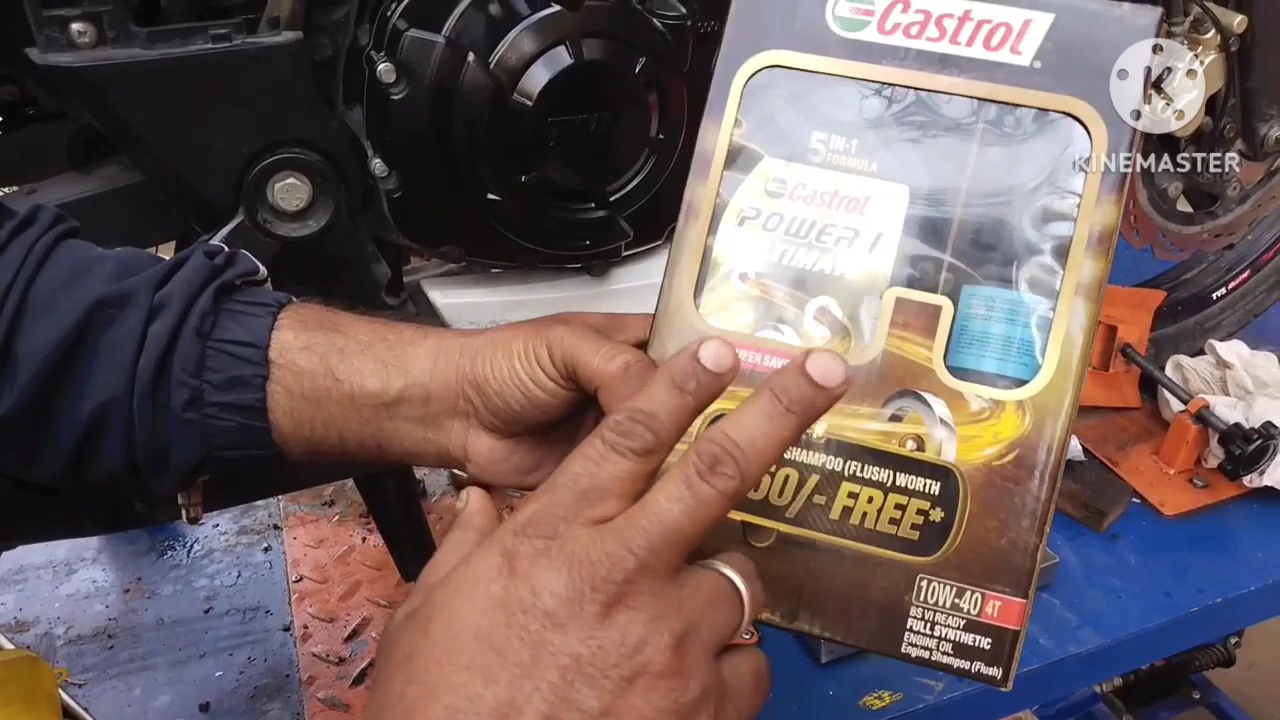 Castrol
5 IN-1
FORMULA
Castrol
POWER 1
SHAMPOO (FLUSH) WORTH
FREE*
10W-40 4T
BS VI READY
FULL SYNTHETIC
ENGINE OIL
Engine Shampoo (Flush)
K
KINEMASTER
TVS